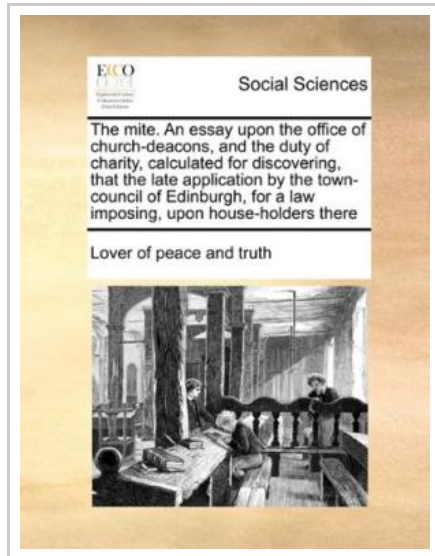 ECCO
Social Sciences
The mite. An essay upon the office of
church-deacons, and the duty of
charity, calculated for discovering,
that the late application by the town-
council of Edinburgh, for a law
imposing, upon house-holders there
Lover of peace and truth